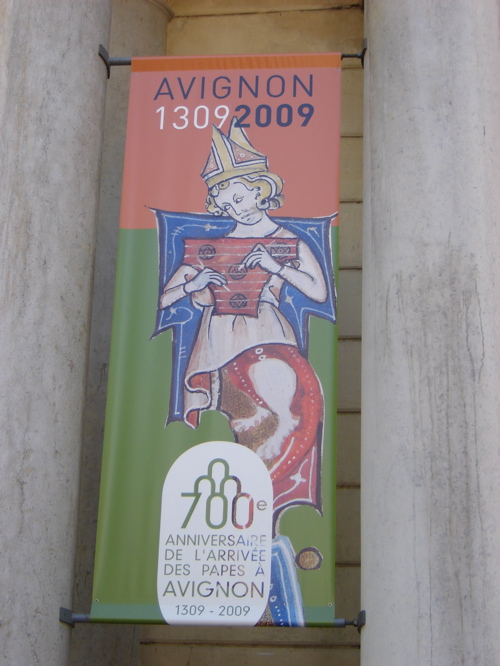 AVIGNON
13092009
700e
ANNIVERSAIRE
DE L'ARRIVÉE
DES PAPES À
AVIGNON
1309 - 2009